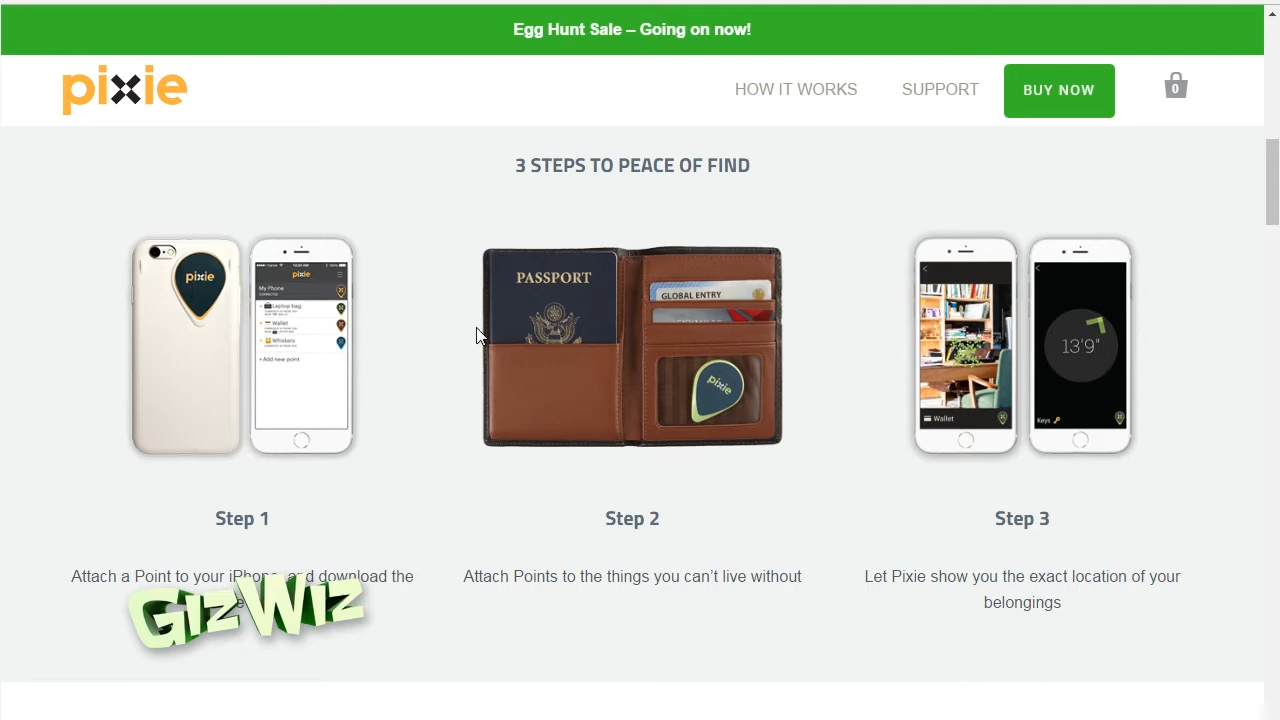 Egg Hunt Sale – Going on now!
pixie
HOW IT WORKS
SUPPORT
BUY NOW
0
3 STEPS TO PEACE OF FIND
pixie
pixie
My Phone
Laptop bag
Wallet
Whiskers
+ Add new point
PASSPORT
GLOBAL ENTRY
pixie
Wallet
13'9"
Keys
Step 1
Step 2
Step 3
Attach a Point to your iPhone and download the
Attach Points to the things you can’t live without
Let Pixie show you the exact location of your
belongings
GizWiz